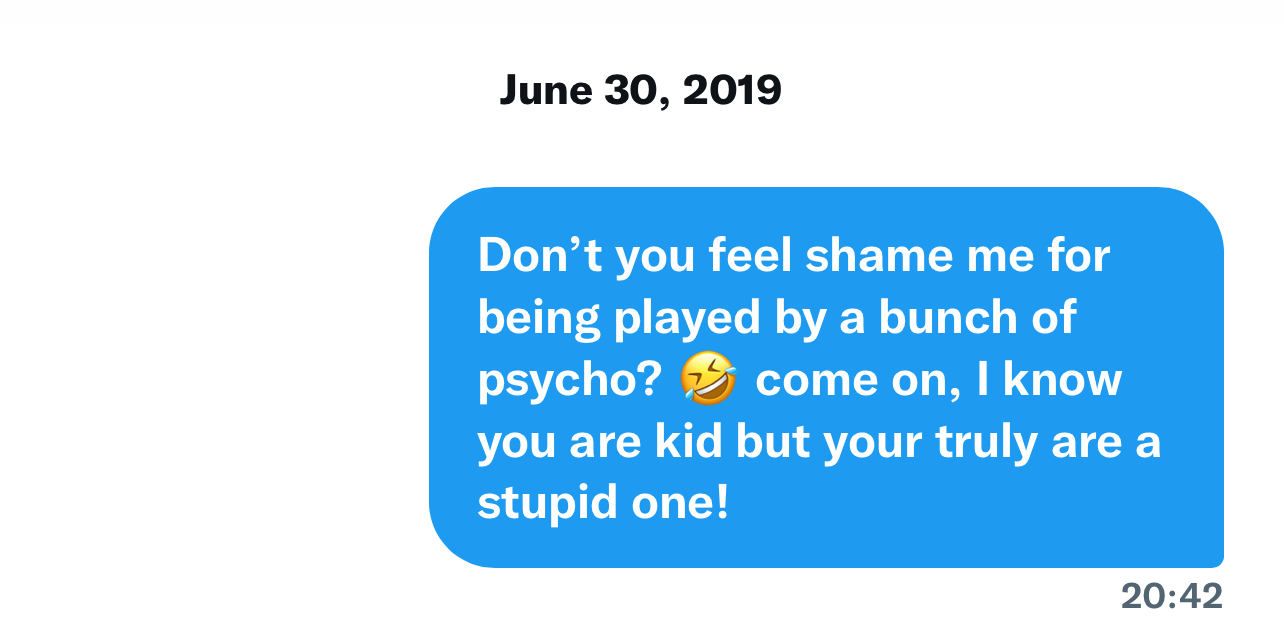 June 30, 2019
Don’t you feel shame me for
being played by a bunch of
psycho? 🤣 come on, I know
you are kid but your truly are a
stupid one!
20:42